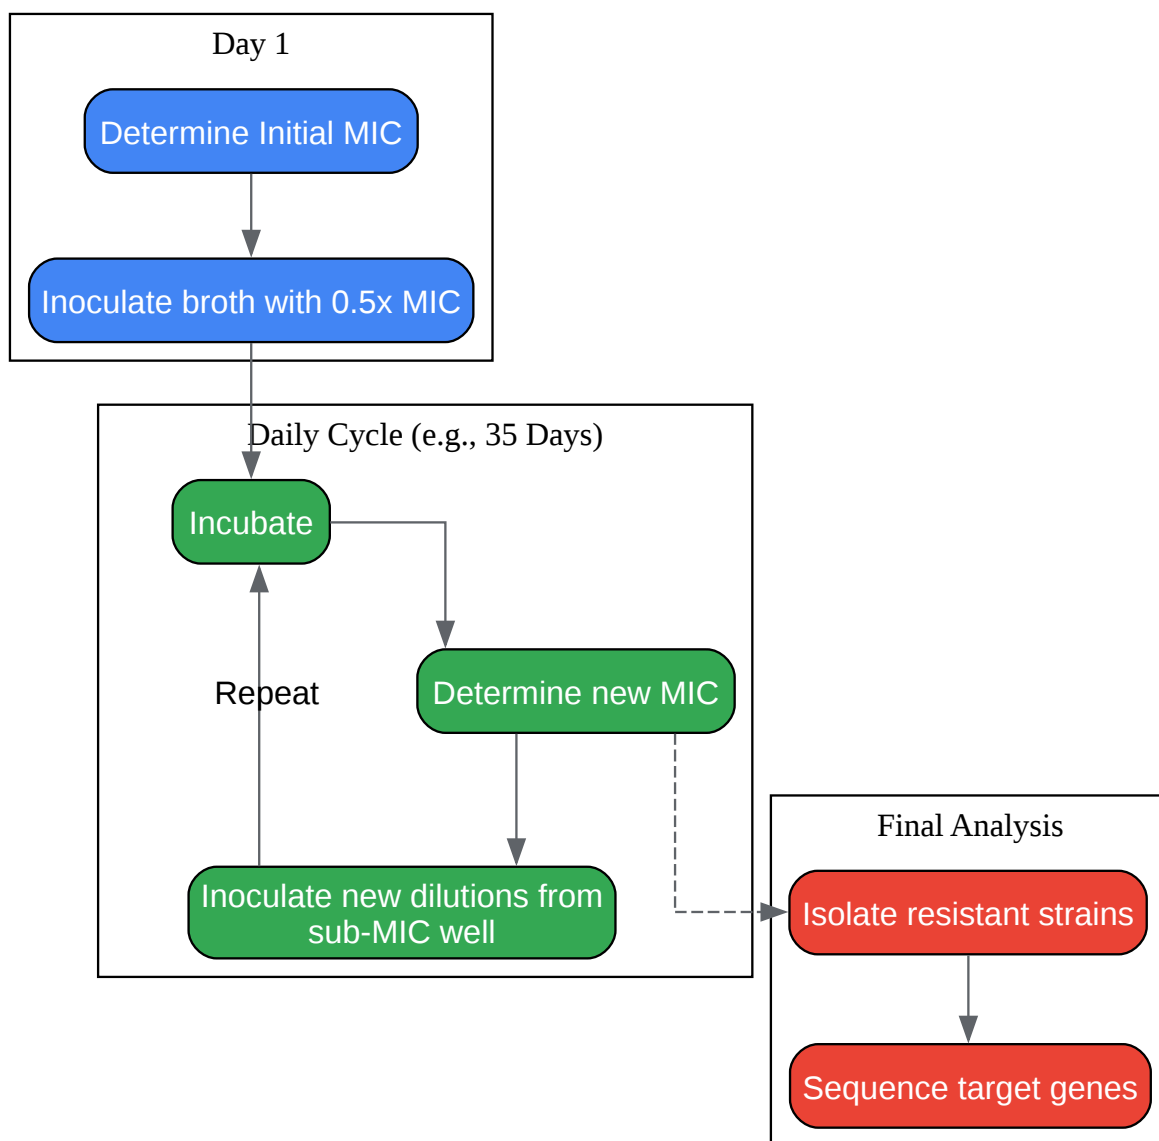 Day 1
Determine Initial MIC
Inoculate broth with 0.5x MIC
Daily Cycle (e.g., 35 Days)
Incubate
Repeat
Determine new MIC
Inoculate new dilutions from
sub-MIC well
Final Analysis
Isolate resistant strains
Sequence target genes